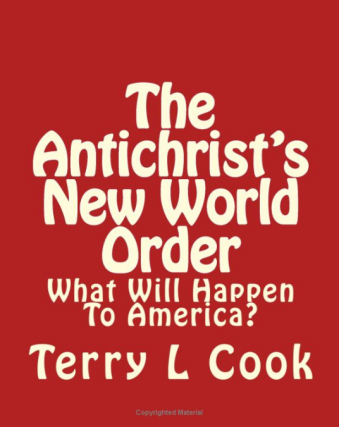 The
Antichrist's
New World
Order
What Will Happen
To America?
Terry L Cook
Copyrighted Material